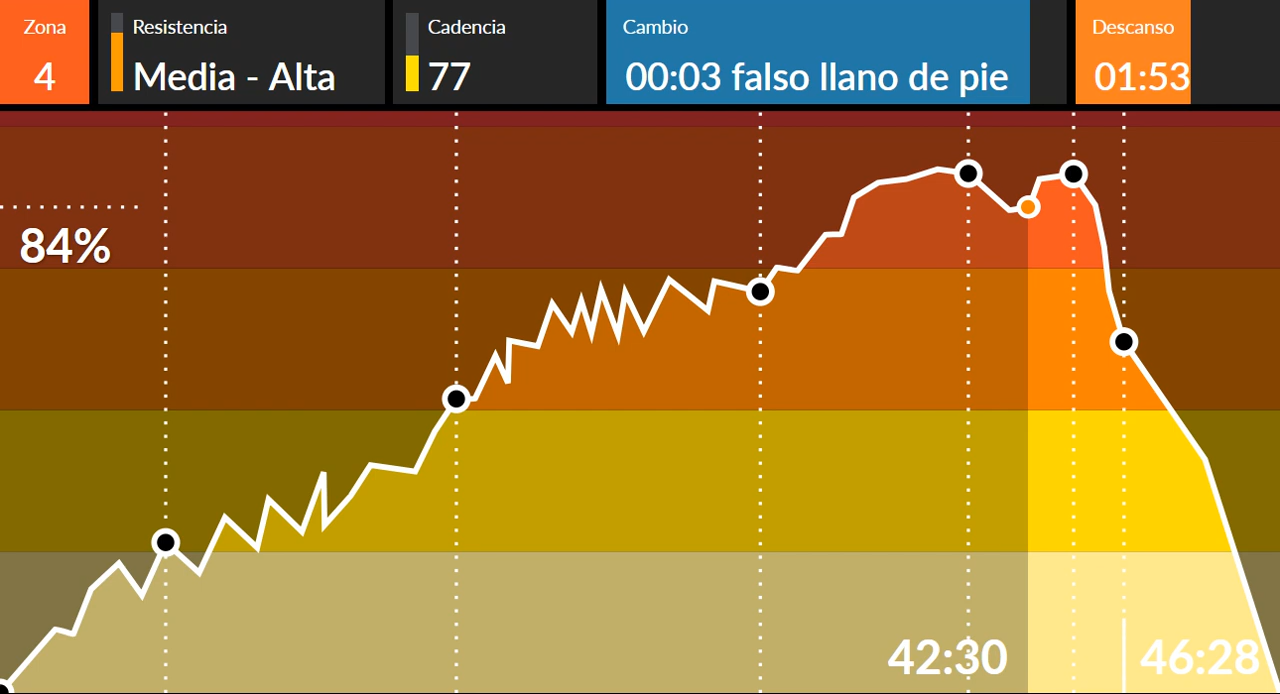 Zona
4
Resistencia
Media - Alta
Cadencia
77
Cambio
00:03 falso llano de pie
Descanso
01:53
84%
42:30
46:28